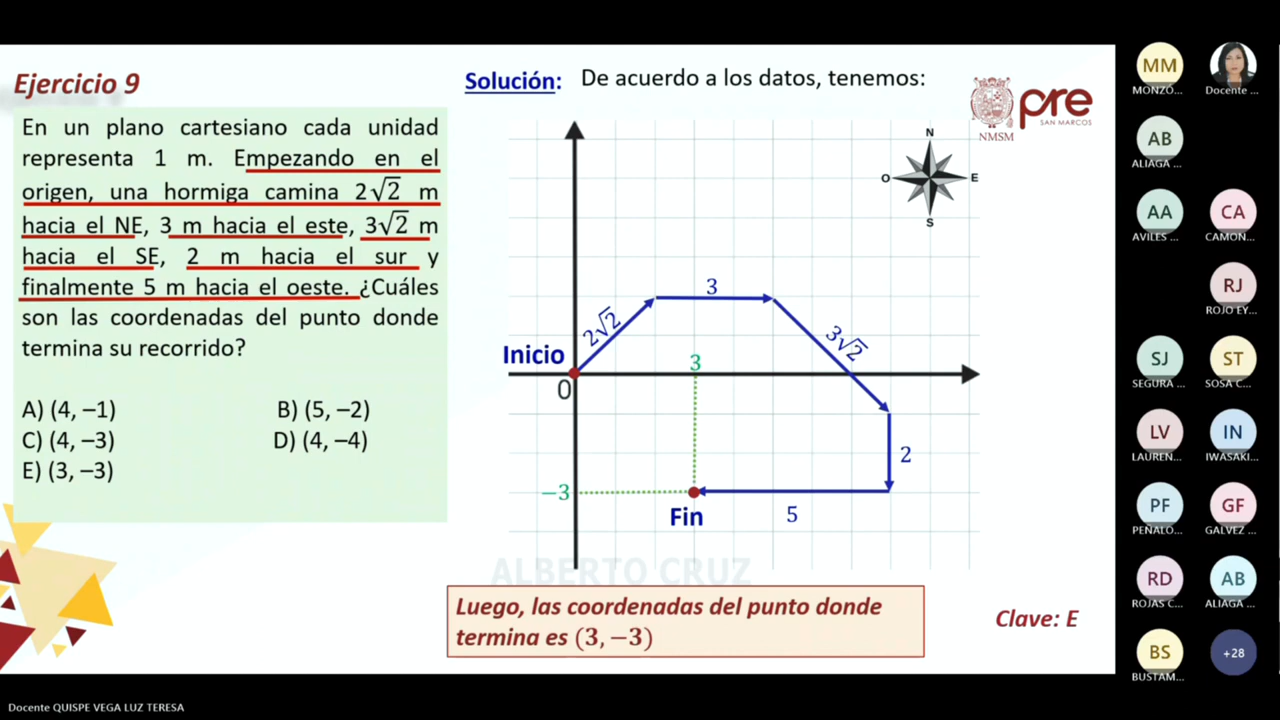 Ejercicio 9
En un plano cartesiano cada unidad
representa 1 m. Empezando en el
origen, una hormiga camina 2√2 m
hacia el NE, 3 m hacia el este, 3√2 m
hacia el SE, 2 m hacia el sur y
finalmente 5 m hacia el oeste. ¿Cuáles
son las coordenadas del punto donde
termina su recorrido?
A) (4, –1) B) (5, –2)
C) (4, –3) D) (4, –4)
E) (3, –3)
Solución: De acuerdo a los datos, tenemos:
NMSM
pre
SAN MARCOS
N
O E
S
3
2√2
3√2
Inicio
3
0
2
−3
Fin
5
ALBERTO CRUZ
Luego, las coordenadas del punto donde
termina es (3, −3)
Clave: E
MM
MONZÓ...
Docente ...
AB
ALIAGA ...
AA
AVILES ...
CA
CAMON...
RJ
ROJO EY...
SJ
SEGURA ...
ST
SOSA C...
LV
LAUREN...
IN
IWASAKI...
PF
PEÑALO...
GF
GALVEZ ...
RD
ROJAS C...
AB
ALIAGA ...
BS
BUSTAM...
+28
Docente QUISPE VEGA LUZ TERESA